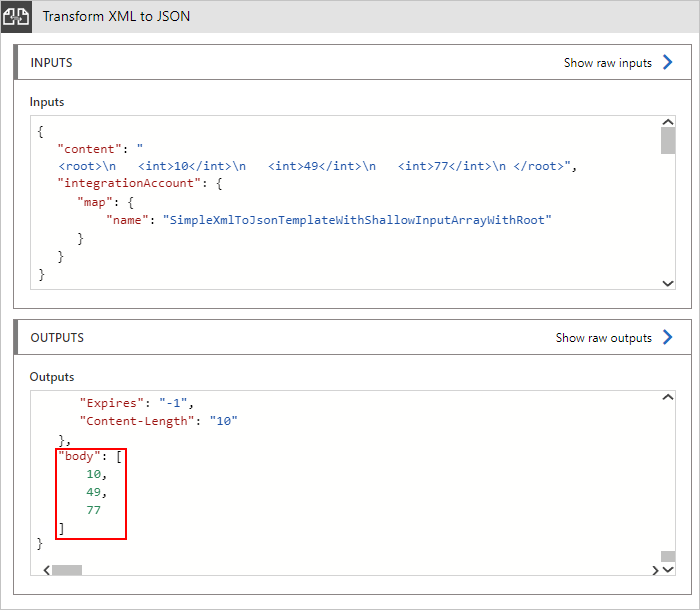 Transform XML to JSON
INPUTS
Show raw inputs
Inputs
{
"content": "
<root>\n   <int>10</int>\n   <int>49</int>\n   <int>77</int>\n </root>",
"integrationAccount": {
"map": {
"name": "SimpleXmlToJsonTemplateWithShallowInputArrayWithRoot"
}
}
}
OUTPUTS
Show raw outputs
Outputs
"Expires": "-1",
"Content-Length": "10"
},
"body": [
10,
49,
77
]
}